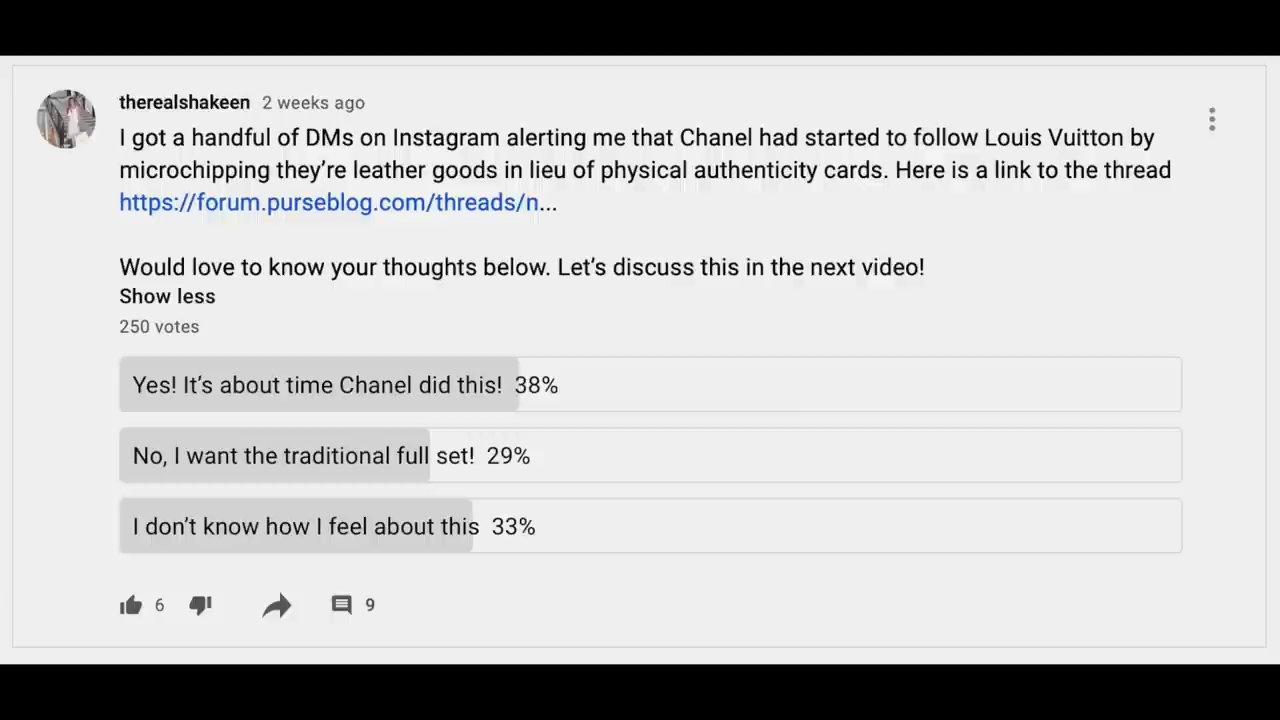 therealshakeen 2 weeks ago
I got a handful of DMs on Instagram alerting me that Chanel had started to follow Louis Vuitton by
microchipping they’re leather goods in lieu of physical authenticity cards. Here is a link to the thread
https://forum.purseblog.com/threads/n...
Would love to know your thoughts below. Let’s discuss this in the next video!
Show less
250 votes
Yes! It’s about time Chanel did this! 38%
No, I want the traditional full set! 29%
I don’t know how I feel about this 33%
6 9